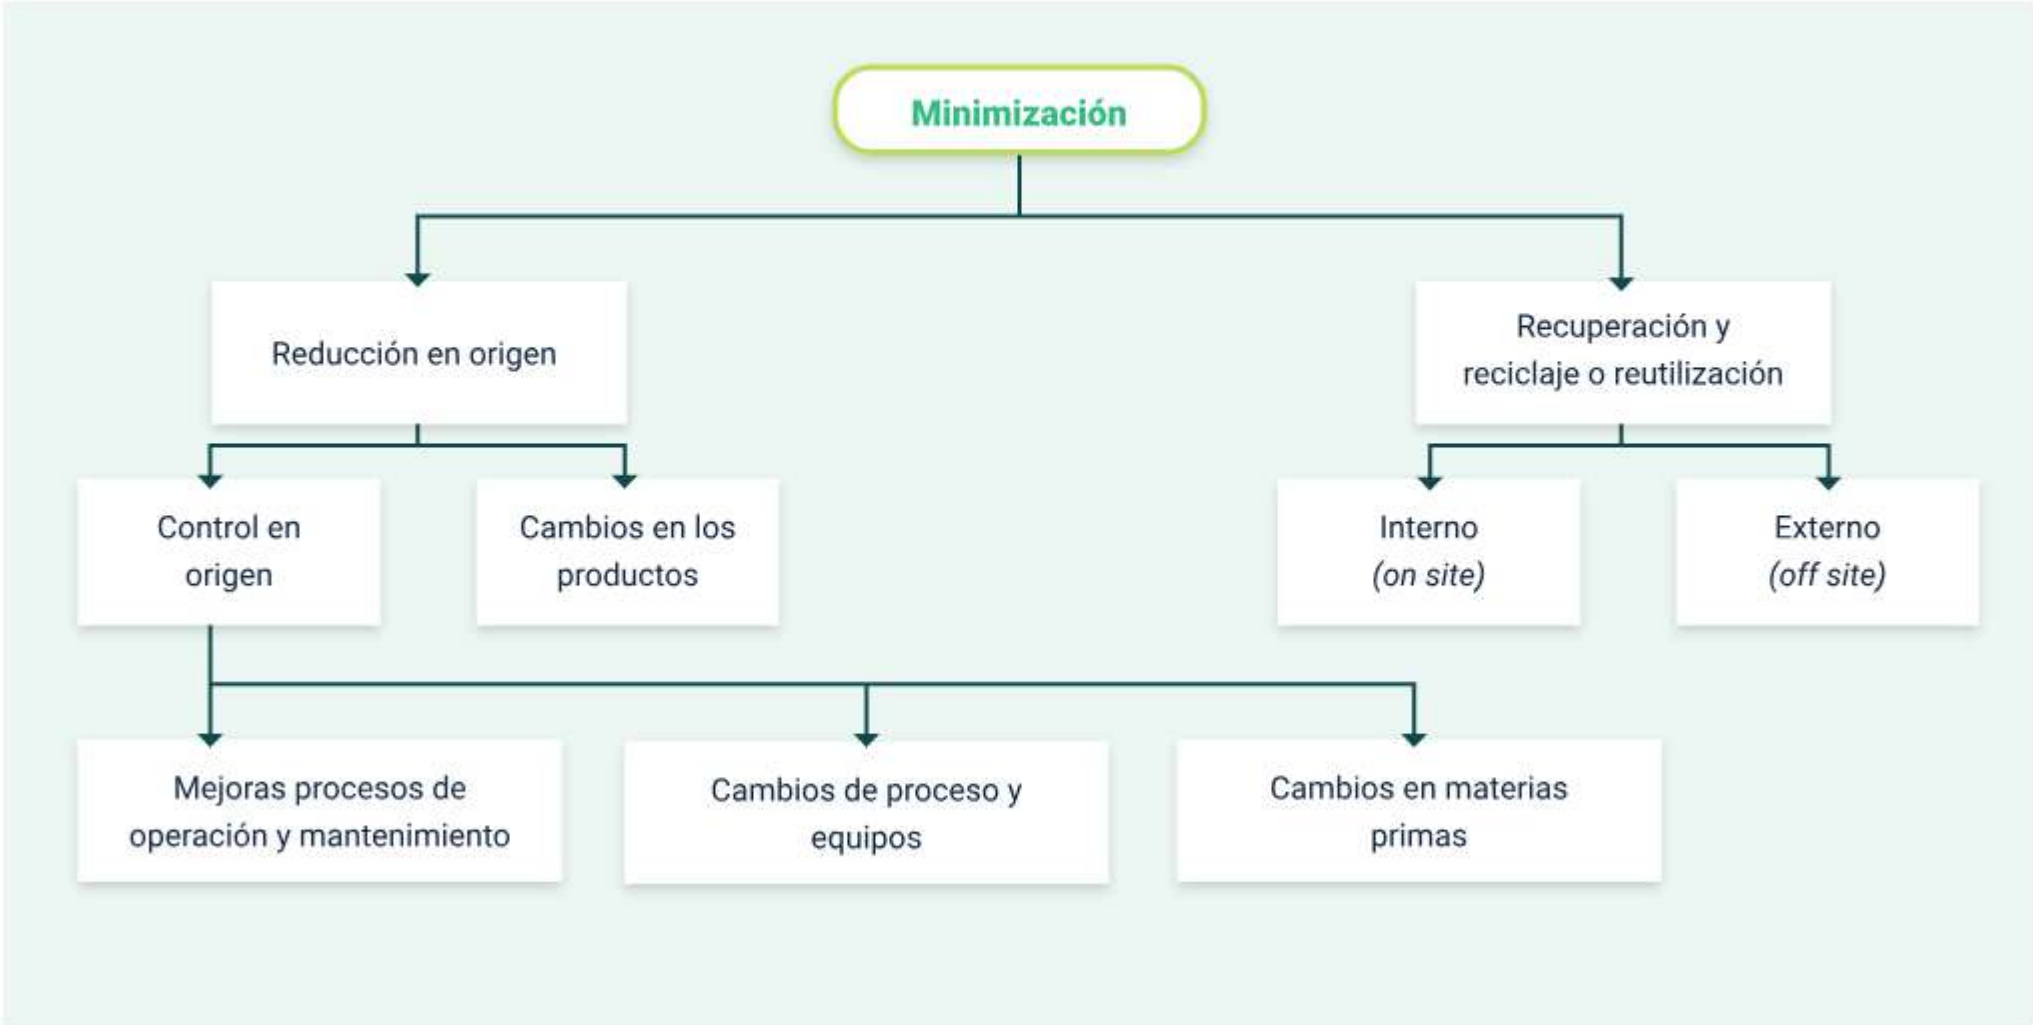 Minimización
Reducción en origen
Recuperación y
reciclaje o reutilización
Control en
origen
Cambios en los
productos
Interno
(on site)
Externo
(off site)
Mejoras procesos de
operación y mantenimiento
Cambios de proceso y
equipos
Cambios en materias
primas